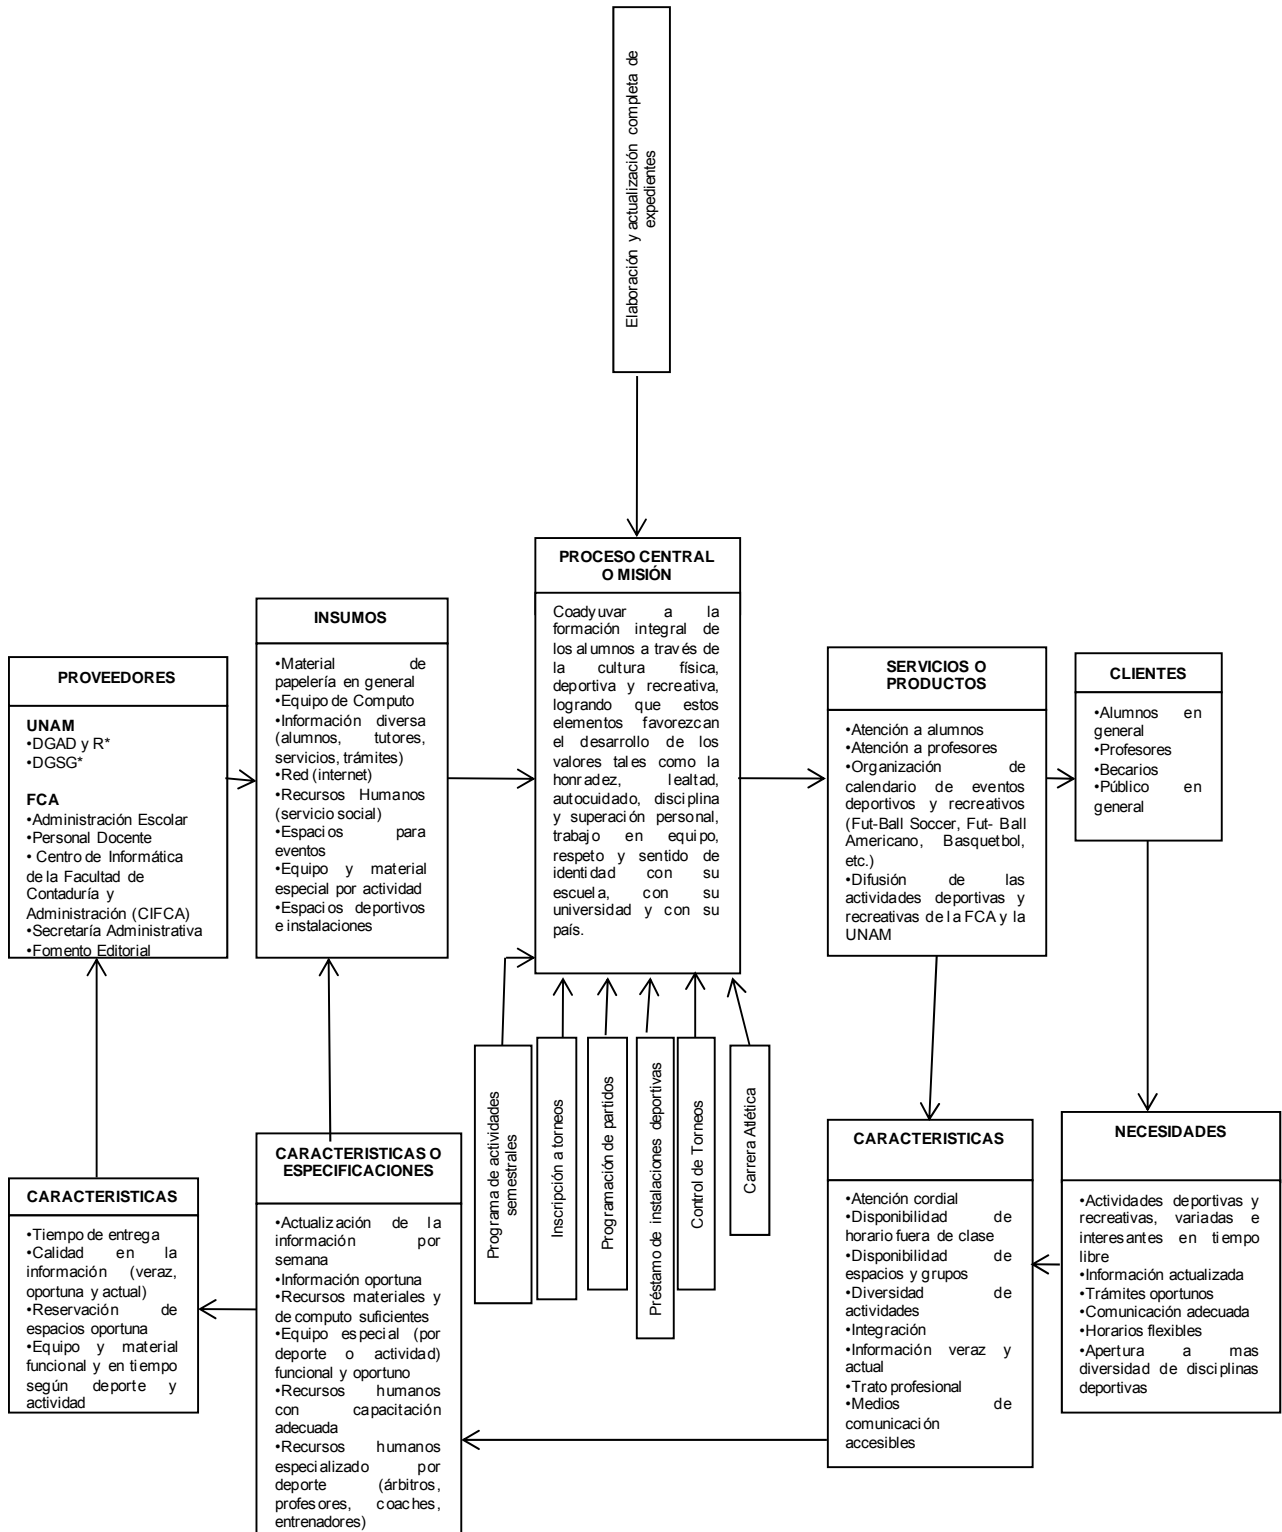 Elaboración y actualización completa de
expedientes
PROVEEDORES
UNAM
•DGAD y R*
•DGSG*
FCA
•Administración Escolar
•Personal Docente
• Centro de Informática
de la Facultad de
Contaduría y
Administración (CIFCA)
•Secretaría Administrativa
•Fomento Editorial
INSUMOS
•Material de
papelería en general
•Equipo de Computo
•Información diversa
(alumnos, tutores,
servicios, trámites)
•Red (internet)
•Recursos Humanos
(servicio social)
•Espacios para
eventos
•Equipo y material
especial por actividad
•Espacios deportivos
e instalaciones
PROCESO CENTRAL
O MISIÓN
Coadyuvar a la
formación integral de
los alumnos a través de
la cultura física,
deportiva y recreativa,
logrando que estos
elementos favorezcan
el desarrollo de los
valores tales como la
honradez, lealtad,
autocuidado, disciplina
y superación personal,
trabajo en equipo,
respeto y sentido de
identidad con su
escuela, con su
universidad y con su
país.
SERVICIOS O
PRODUCTOS
•Atención a alumnos
•Atención a profesores
•Organización de
calendario de eventos
deportivos y recreativos
(Fut-Ball Soccer, Fut- Ball
Americano, Basquetbol,
etc.)
•Difusión de las
actividades deportivas y
recreativas de la FCA y la
UNAM
CLIENTES
•Alumnos en
general
•Profesores
•Becarios
•Público en
general
CARACTERISTICAS
•Tiempo de entrega
•Calidad en la
información (veraz,
oportuna y actual)
•Reservación de
espacios oportuna
•Equipo y material
funcional y en tiempo
según deporte y
actividad
CARACTERISTICAS O
ESPECIFICACIONES
•Actualización de la
información por
semana
•Información oportuna
•Recursos materiales y
de computo suficientes
•Equipo especial (por
deporte o actividad)
funcional y oportuno
•Recursos humanos
con capacitación
adecuada
•Recursos humanos
especializado por
deporte (árbitros,
profesores, coaches,
entrenadores)
Programa de actividades
semestrales
Inscripción a torneos
Programación de partidos
Préstamo de instalaciones deportivas
Control de Torneos
Carrera Atlética
CARACTERISTICAS
•Atención cordial
•Disponibilidad de
horario fuera de clase
•Disponibilidad de
espacios y grupos
•Diversidad de
actividades
•Integración
•Información veraz y
actual
•Trato profesional
•Medios de
comunicación
accesibles
NECESIDADES
•Actividades deportivas y
recreativas, variadas e
interesantes en tiempo
libre
•Información actualizada
•Trámites oportunos
•Comunicación adecuada
•Horarios flexibles
•Apertura a mas
diversidad de disciplinas
deportivas